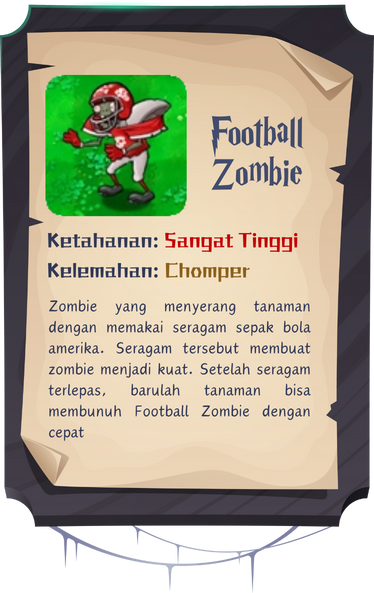 Football
Zombie
Ketahanan: Sangat Tinggi
Kelemahan: Chomper
Zombie yang menyerang tanaman
dengan memakai seragam sepak bola
amerika. Seragam tersebut membuat
zombie menjadi kuat. Setelah seragam
terlepas, barulah tanaman bisa
membunuh Football Zombie dengan
cepat